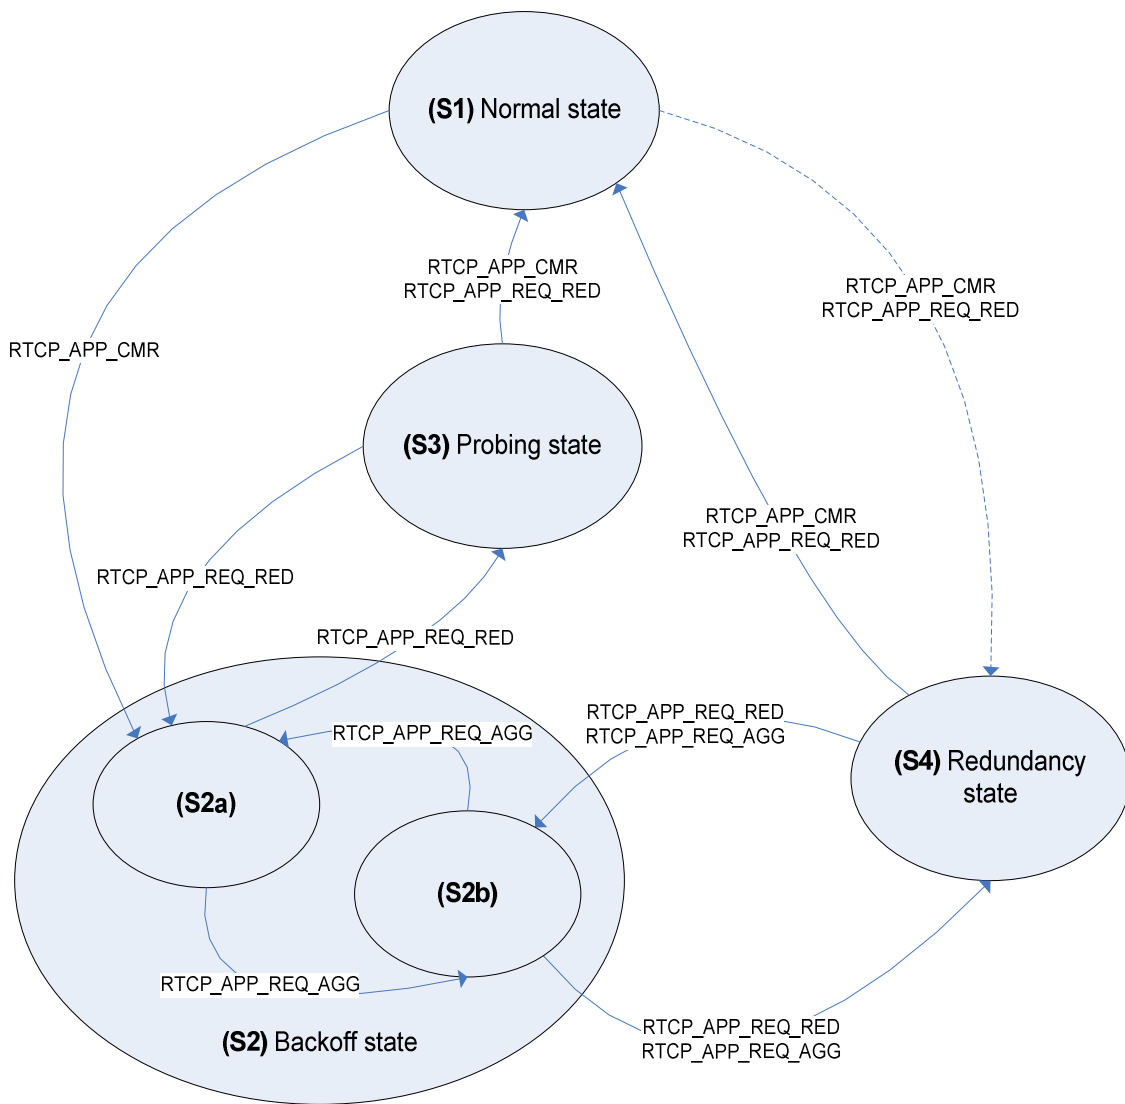 (S1) Normal state
RTCP_APP_CMR
RTCP_APP_REQ_RED
RTCP_APP_CMR
RTCP_APP_REQ_RED
RTCP_APP_CMR
(S3) Probing state
RTCP_APP_CMR
RTCP_APP_REQ_RED
RTCP_APP_REQ_RED
RTCP_APP_REQ_RED
RTCP_APP_REQ_RED
RTCP_APP_REQ_AGG
RTCP_APP_REQ_AGG
(S4) Redundancy
state
(S2a)
(S2b)
RTCP_APP_REQ_AGG
RTCP_APP_REQ_RED
RTCP_APP_REQ_AGG
(S2) Backoff state